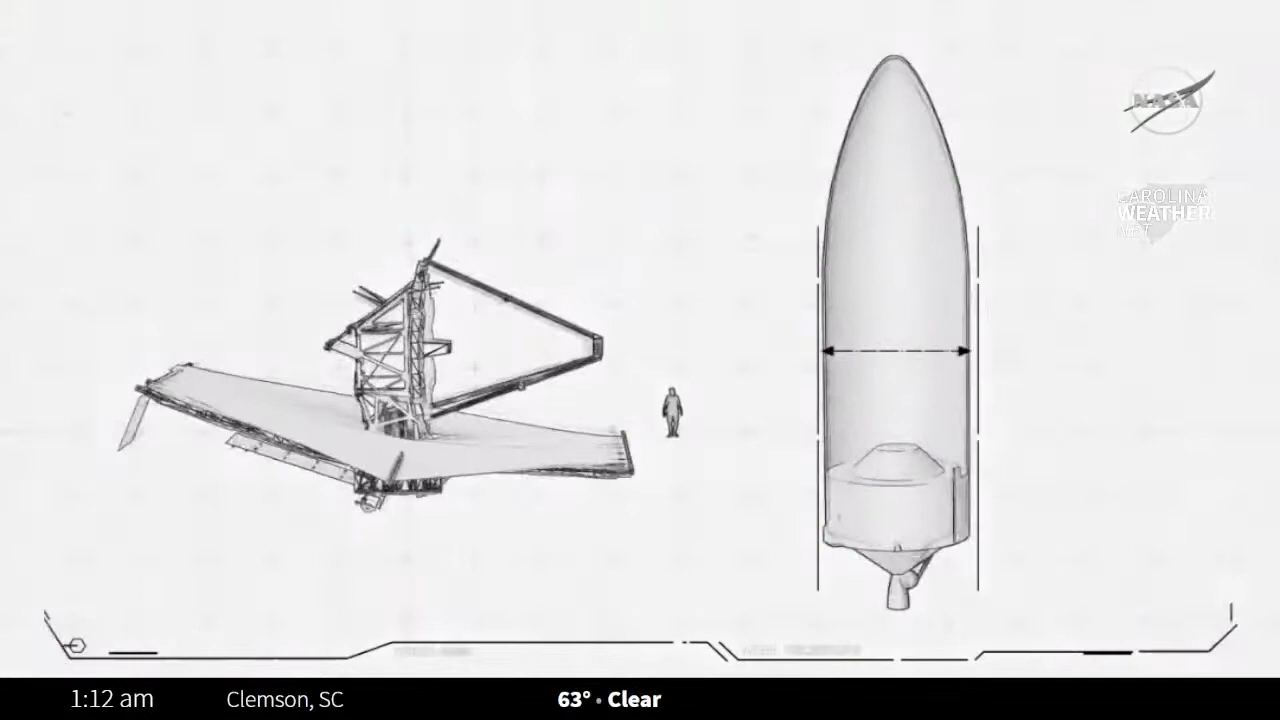 NASA
CAROLINA
WEATHER
1:12 am
Clemson, SC
63° • Clear